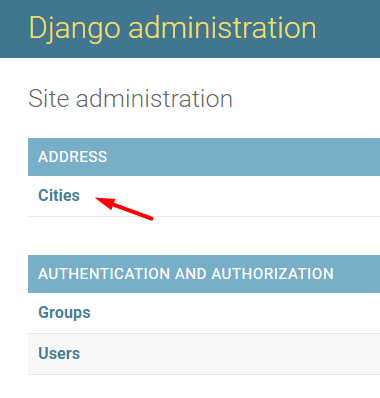 Django administration
Site administration
ADDRESS
Cities
AUTHENTICATION AND AUTHORIZATION
Groups
Users